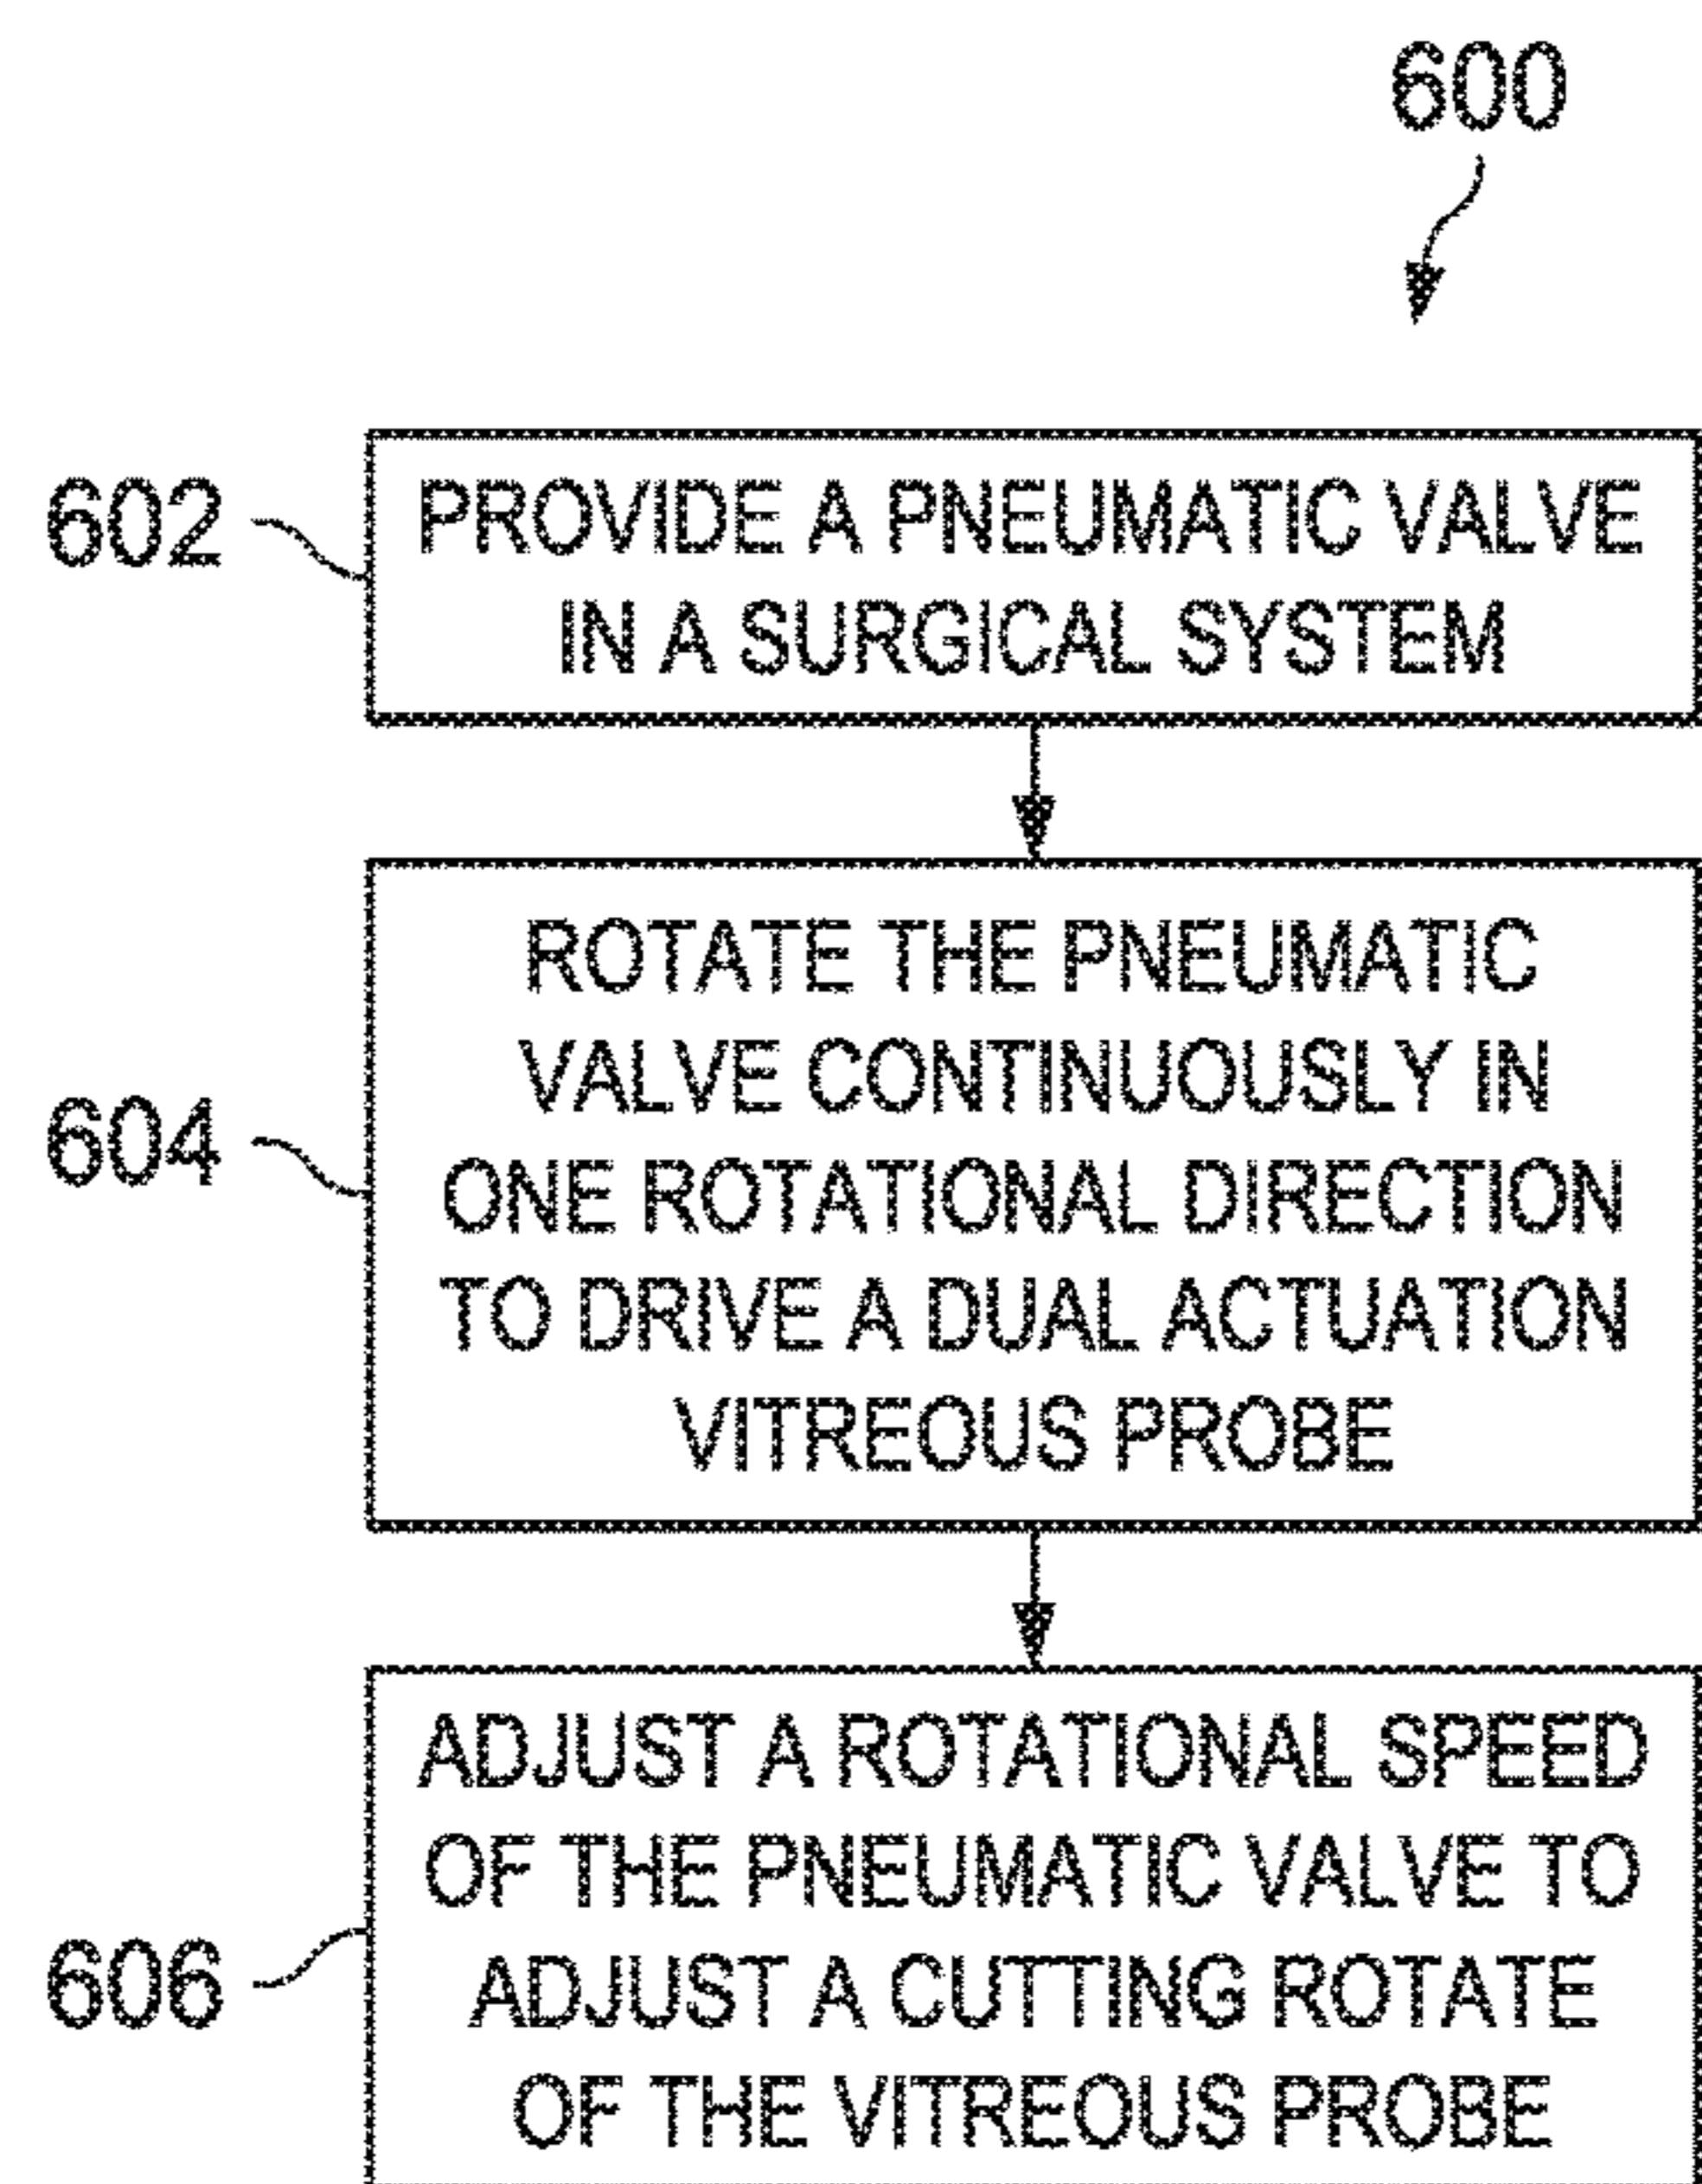 600
602
PROVIDE A PNEUMATIC VALVE
IN A SURGICAL SYSTEM
604
ROTATE THE PNEUMATIC
VALVE CONTINUOUSLY IN
ONE ROTATIONAL DIRECTION
TO DRIVE A DUAL ACTUATION
VITREOUS PROBE
606
ADJUST A ROTATIONAL SPEED
OF THE PNEUMATIC VALVE TO
ADJUST A CUTTING ROTATE
OF THE VITREOUS PROBE